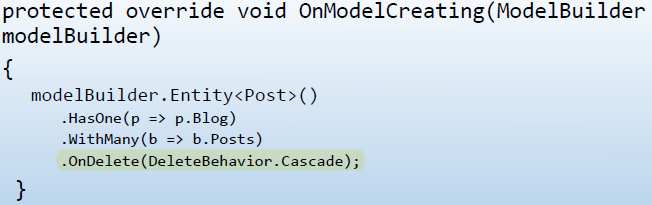 protected override void OnModelCreating(ModelBuilder
modelBuilder)
{
modelBuilder.Entity<Post>()
.HasOne(p => p.Blog)
.WithMany(b => b.Posts)
.OnDelete(DeleteBehavior.Cascade);
}